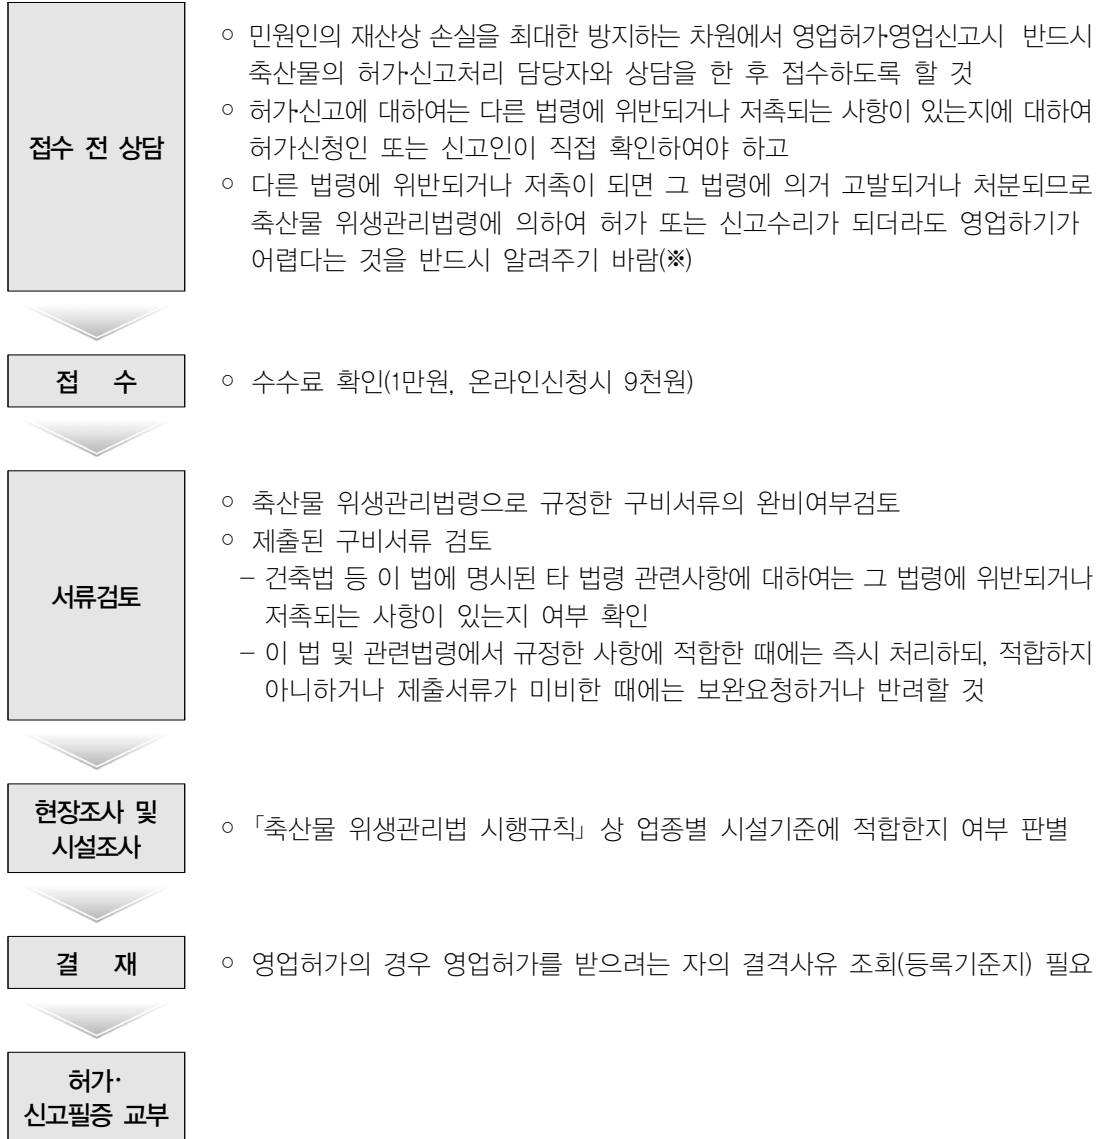 접수 전 상담
○ 민원인의 재산상 손실을 최대한 방지하는 차원에서 영업허가·영업신고시 반드시
축산물의 허가·신고처리 담당자와 상담을 한 후 접수하도록 할 것
○ 허가·신고에 대하여는 다른 법령에 위반되거나 저촉되는 사항이 있는지에 대하여
허가신청인 또는 신고인이 직접 확인하여야 하고
○ 다른 법령에 위반되거나 저촉이 되면 그 법령에 의거 고발되거나 처분되므로
축산물 위생관리법령에 의하여 허가 또는 신고수리가 되더라도 영업하기가
어렵다는 것을 반드시 알려주기 바람(※)
접 수
○ 수수료 확인(1만원, 온라인신청시 9천원)
서류검토
○ 축산물 위생관리법령으로 규정한 구비서류의 완비여부검토
○ 제출된 구비서류 검토
– 건축법 등 이 법에 명시된 타 법령 관련사항에 대하여는 그 법령에 위반되거나
저촉되는 사항이 있는지 여부 확인
– 이 법 및 관련법령에서 규정한 사항에 적합한 때에는 즉시 처리하되, 적합하지
아니하거나 제출서류가 미비한 때에는 보완요청하거나 반려할 것
현장조사 및
시설조사
○ 「축산물 위생관리법 시행규칙」 상 업종별 시설기준에 적합한지 여부 판별
결 재
○ 영업허가의 경우 영업허가를 받으려는 자의 결격사유 조회(등록기준지) 필요
허가·
신고필증 교부